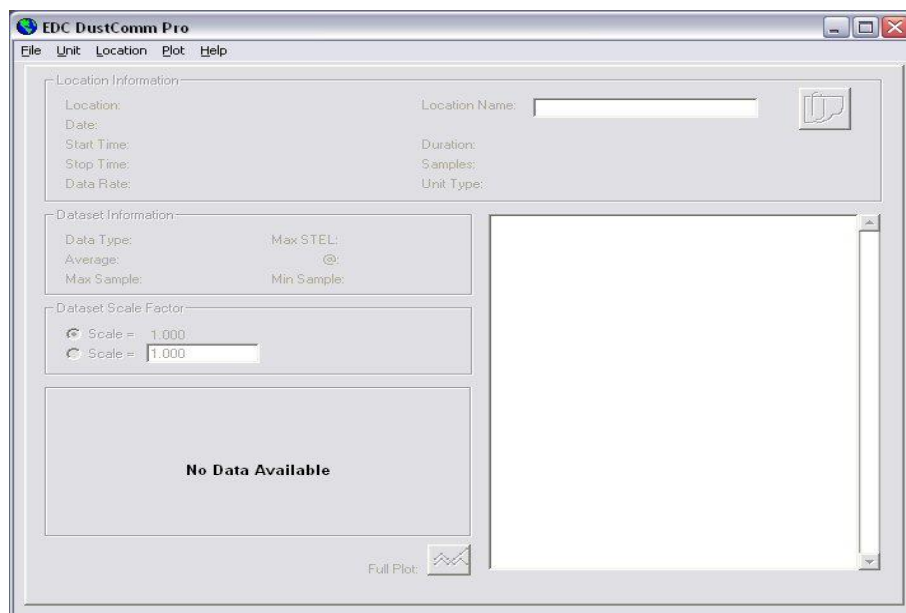 EDC DustComm Pro
File Unit Location Plot Help
Location Information
Location:
Location Name:
Date:
Start Time:
Duration:
Stop Time:
Samples:
Data Rate:
Unit Type:
Dataset Information
Data Type:
Max STEL:
Average:
@:
Max Sample:
Min Sample:
Dataset Scale Factor
Scale = 1.000
Scale = 1.000
No Data Available
Full Plot: